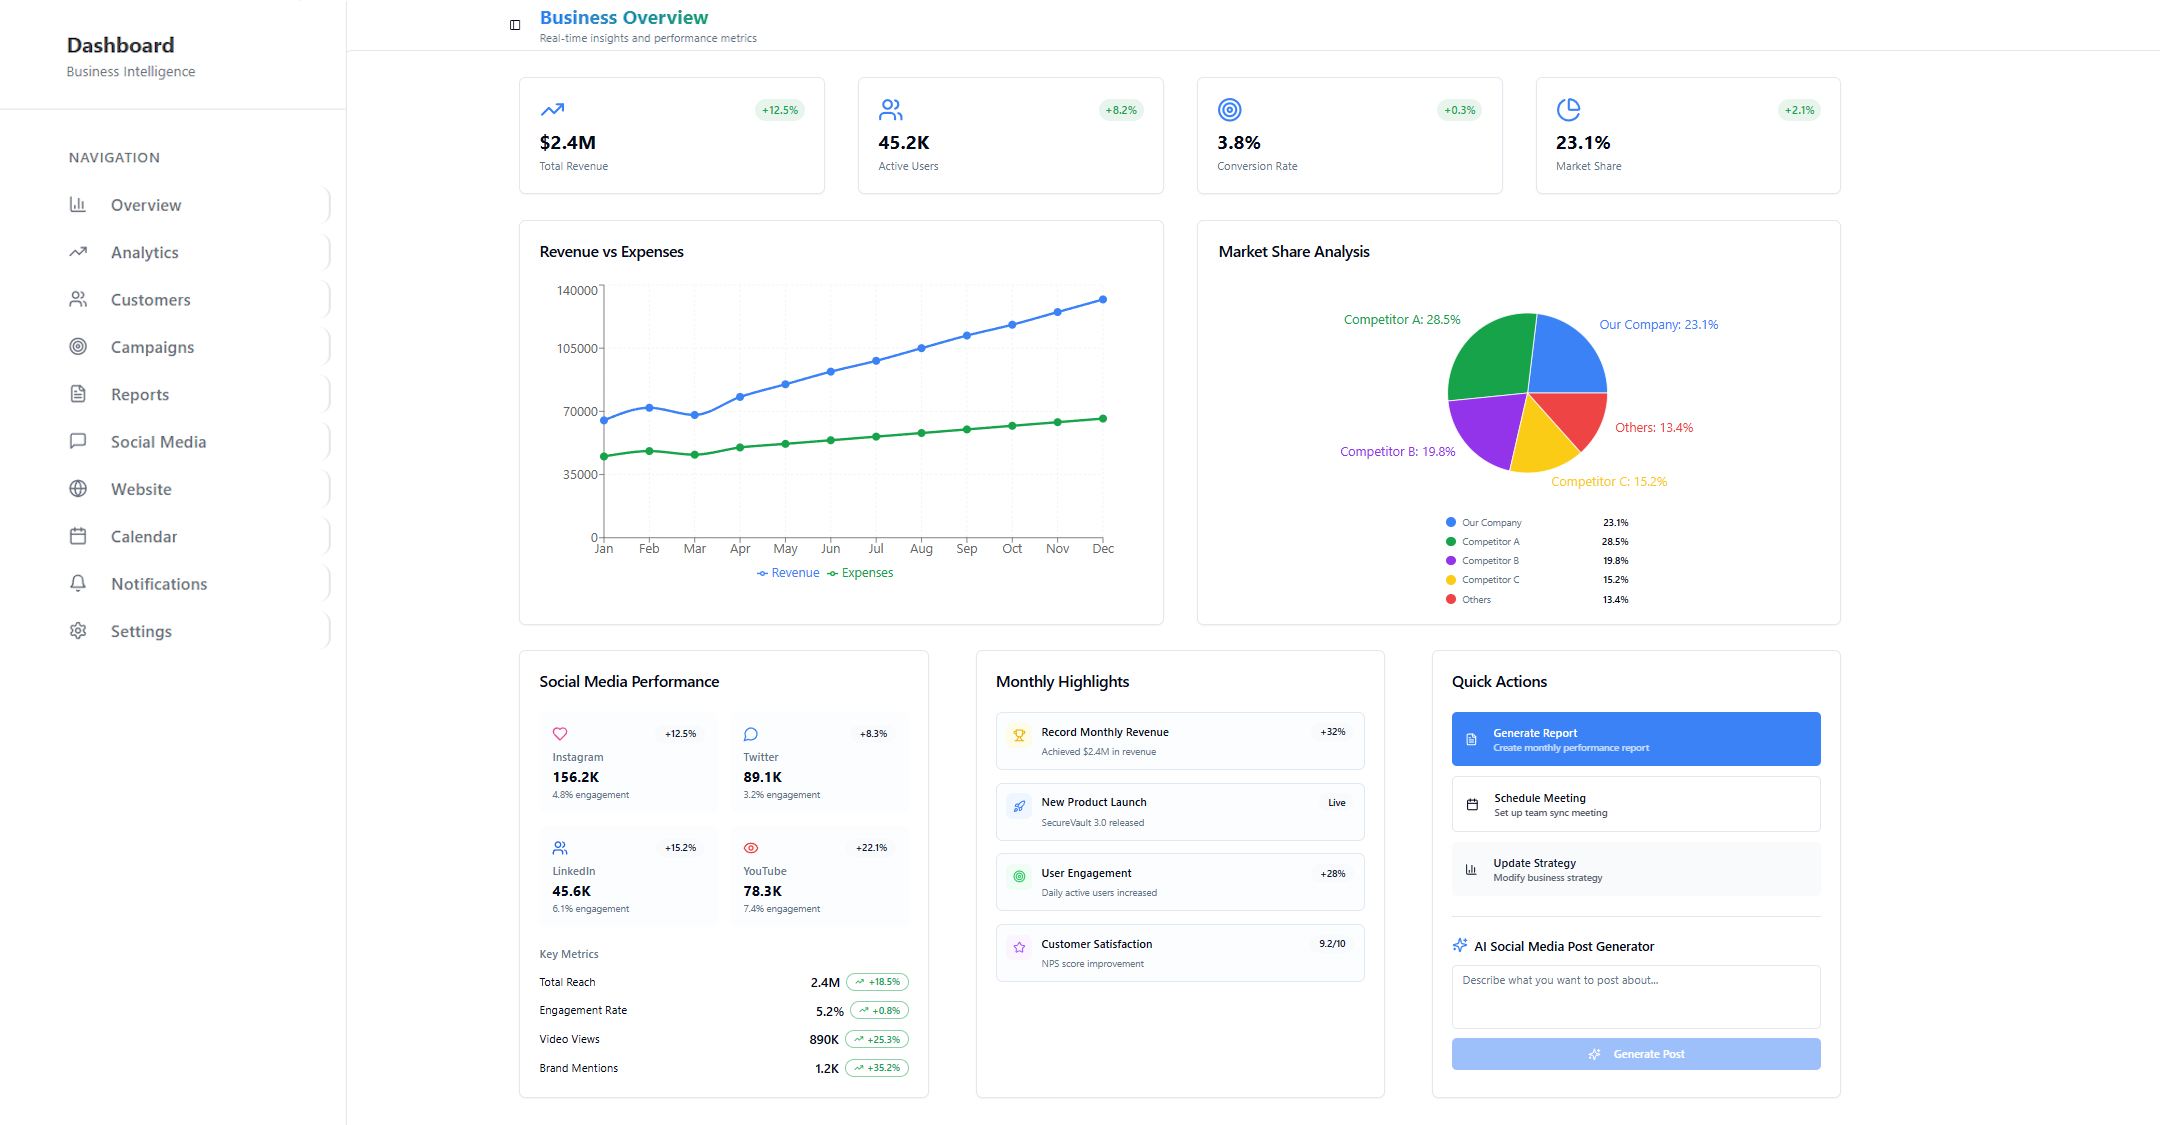 Dashboard
Business Intelligence
NAVIGATION
Overview
Analytics
Customers
Campaigns
Reports
Social Media
Website
Calendar
Notifications
Settings
Business Overview
Real-time insights and performance metrics
+12.5%
$2.4M
Total Revenue
+8.2%
45.2K
Active Users
+0.3%
3.8%
Conversion Rate
+2.1%
23.1%
Market Share
Revenue vs Expenses
140000
105000
70000
35000
0
Jan Feb Mar Apr May Jun Jul Aug Sep Oct Nov Dec
Revenue Expenses
Market Share Analysis
Competitor A: 28.5%
Our Company: 23.1%
Others: 13.4%
Competitor B: 19.8%
Competitor C: 15.2%
Our Company 23.1%
Competitor A 28.5%
Competitor B 19.8%
Competitor C 15.2%
Others 13.4%
Social Media Performance
+12.5%
Instagram
156.2K
4.8% engagement
+8.3%
Twitter
89.1K
3.2% engagement
+15.2%
LinkedIn
45.6K
6.1% engagement
+22.1%
YouTube
78.3K
7.4% engagement
Key Metrics
Total Reach 2.4M +18.5%
Engagement Rate 5.2% +0.8%
Video Views 890K +25.3%
Brand Mentions 1.2K +35.2%
Monthly Highlights
Record Monthly Revenue +32%
Achieved $2.4M in revenue
New Product Launch Live
SecureVault 3.0 released
User Engagement +28%
Daily active users increased
Customer Satisfaction 9.2/10
NPS score improvement
Quick Actions
Generate Report
Create monthly performance report
Schedule Meeting
Set up team sync meeting
Update Strategy
Modify business strategy
AI Social Media Post Generator
Describe what you want to post about...
Generate Post